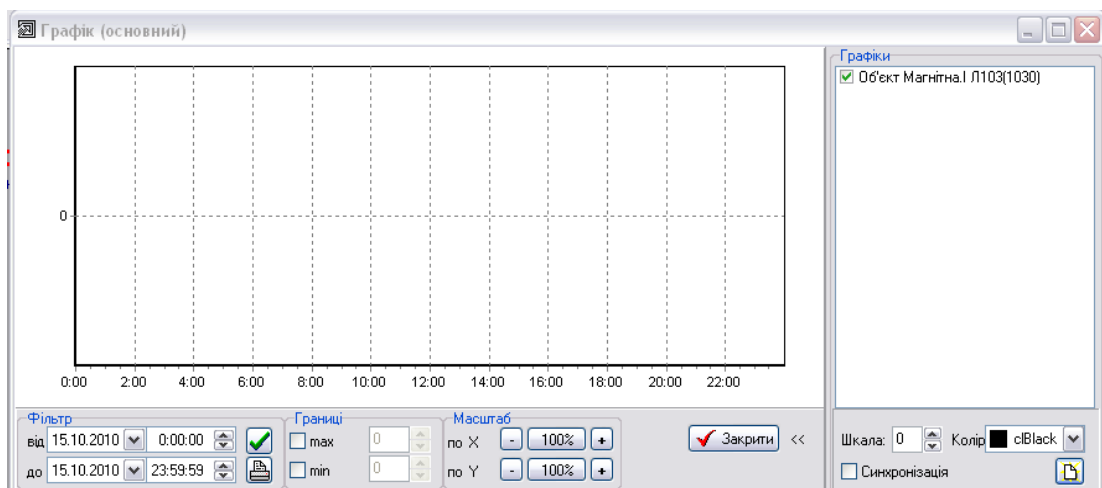 Графік (основний)
Графіки
Об'єкт Магнітна.І Л103(1030)
0
0:00 2:00 4:00 6:00 8:00 10:00 12:00 14:00 16:00 18:00 20:00 22:00
Фільтр
від 15.10.2010 0:00:00
до 15.10.2010 23:59:59
Границі
max 0
min 0
Масштаб
по X - 100% +
по Y - 100% +
Закрити <<
Шкала: 0 Колір clBlack
Синхронізація